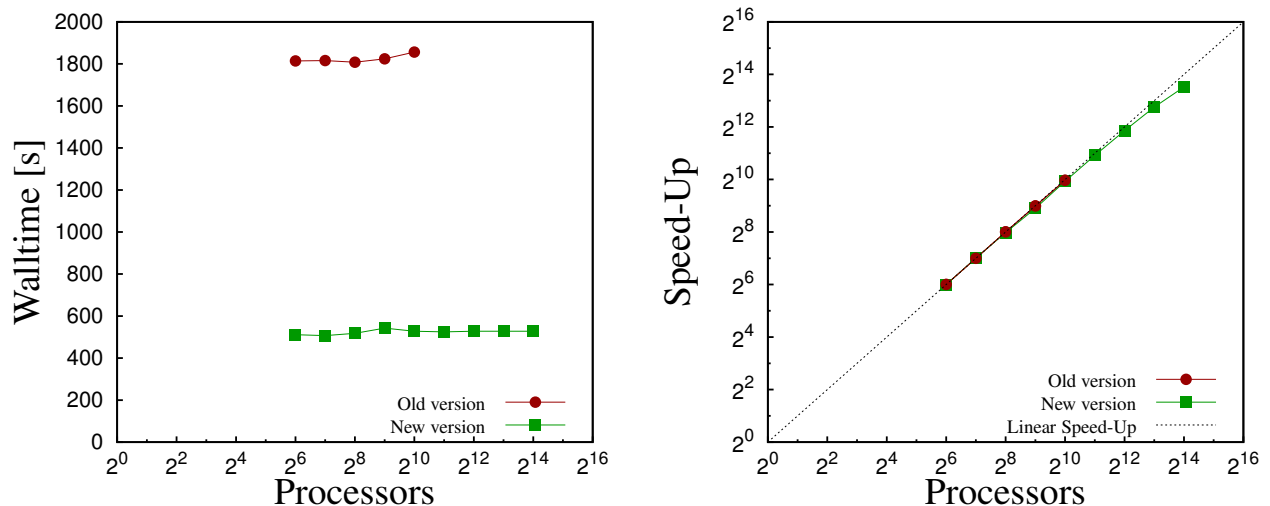 Walltime [s]
2000
1800
1600
1400
1200
1000
800
600
400
200
0
Old version
New version
2^0 2^2 2^4 2^6 2^8 2^10 2^12 2^14 2^16
Processors
Speed-Up
2^16
2^14
2^12
2^10
2^8
2^6
2^4
2^2
2^0
Old version
New version
Linear Speed-Up
2^0 2^2 2^4 2^6 2^8 2^10 2^12 2^14 2^16
Processors